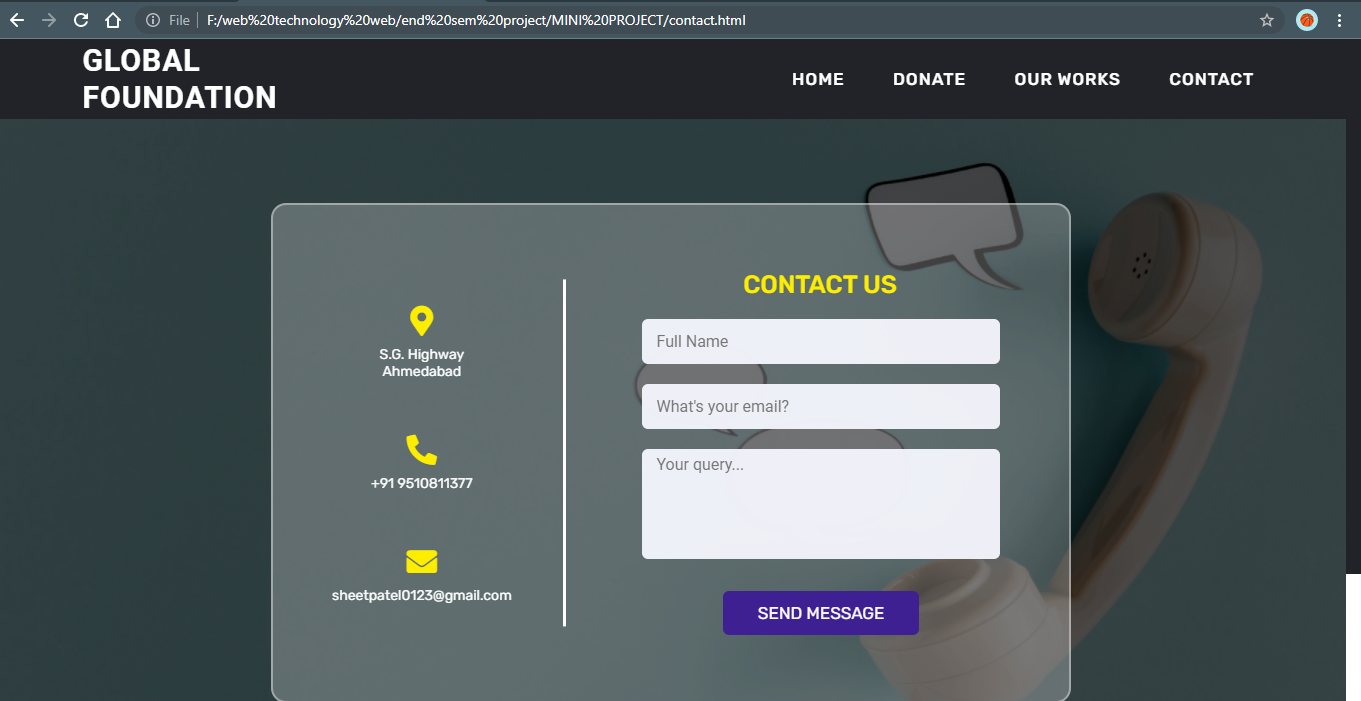 File
F:/web%20technology%20web/end%20sem%20project/MINI%20PROJECT/contact.html
GLOBAL
FOUNDATION
HOME
DONATE
OUR WORKS
CONTACT
S.G. Highway
Ahmedabad
+91 9510811377
sheetpatel0123@gmail.com
CONTACT US
Full Name
What's your email?
Your query...
SEND MESSAGE